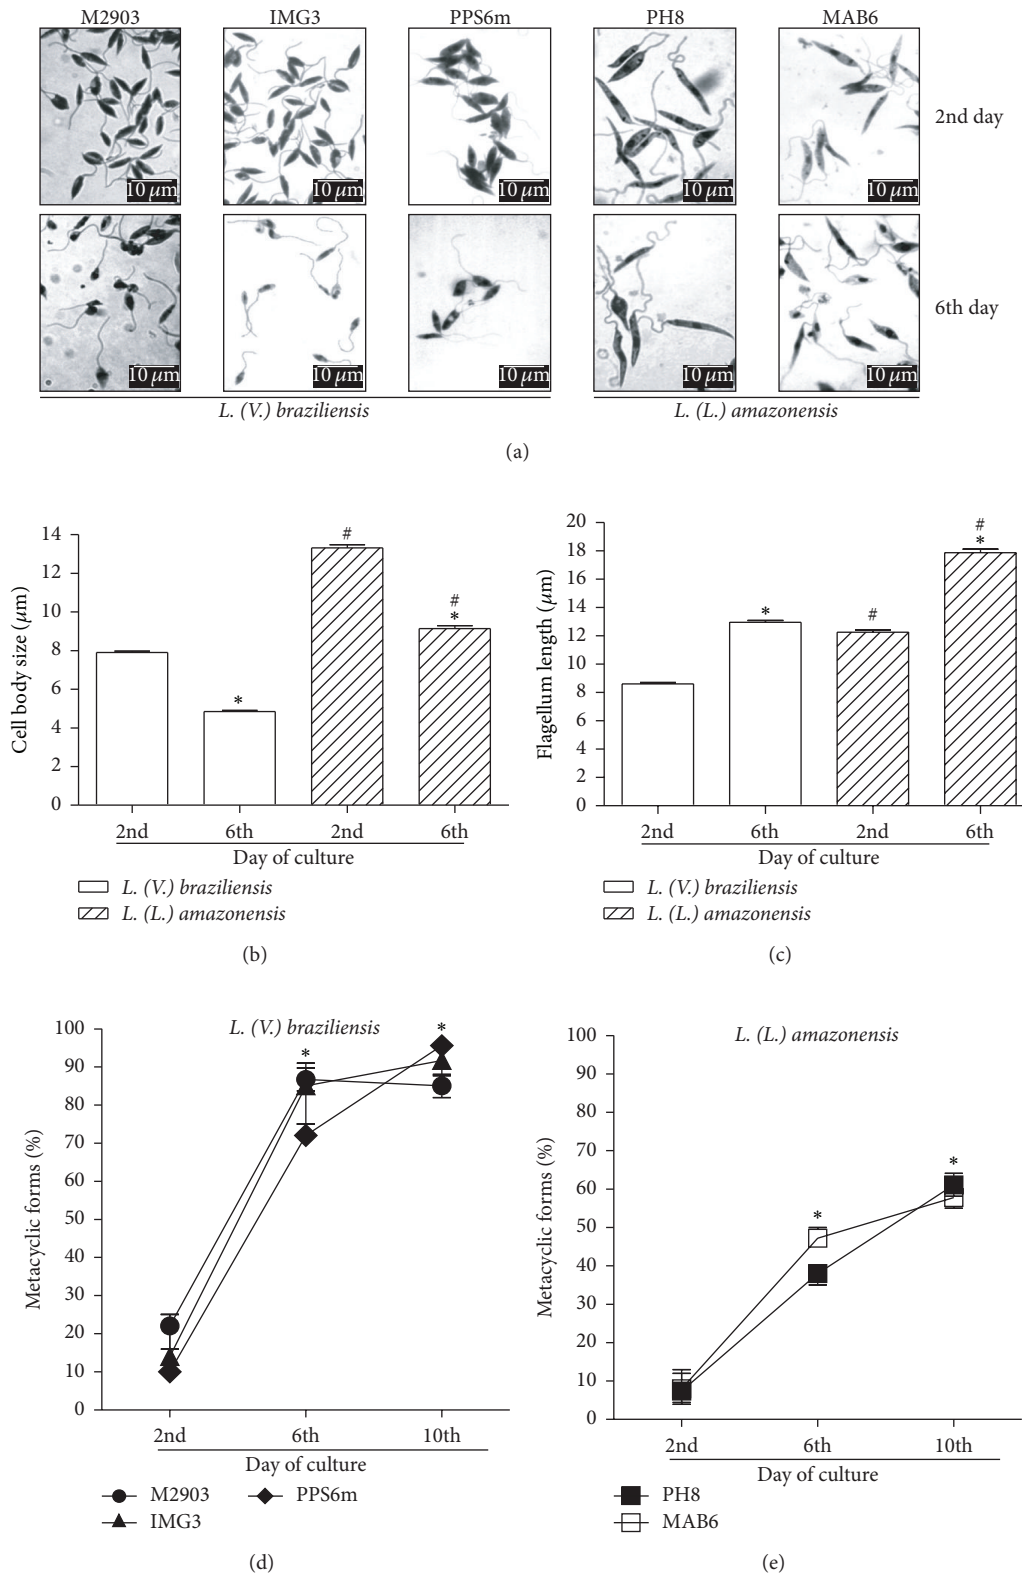 M2903 IMG3 PPS6m PH8 MAB6
10 μm 10 μm 10 μm 10 μm 10 μm
2nd day
10 μm 10 μm 10 μm 10 μm 10 μm
6th day
L. (V.) braziliensis L. (L.) amazonensis
(a)
Cell body size (μm)
14
12
10
8
6
4
2
0
# * # *
2nd 6th 2nd 6th
Day of culture
L. (V.) braziliensis
L. (L.) amazonensis
(b)
Flagellum length (μm)
20
18
16
14
12
10
8
6
4
2
0
# * * #
2nd 6th 2nd 6th
Day of culture
L. (V.) braziliensis
L. (L.) amazonensis
(c)
L. (V.) braziliensis
Metacyclic forms (%)
100
90
80
70
60
50
40
30
20
10
0
* *
2nd 6th 10th
Day of culture
M2903 PPS6m
IMG3
(d)
L. (L.) amazonensis
Metacyclic forms (%)
100
90
80
70
60
50
40
30
20
10
0
* *
2nd 6th 10th
Day of culture
PH8
MAB6
(e)